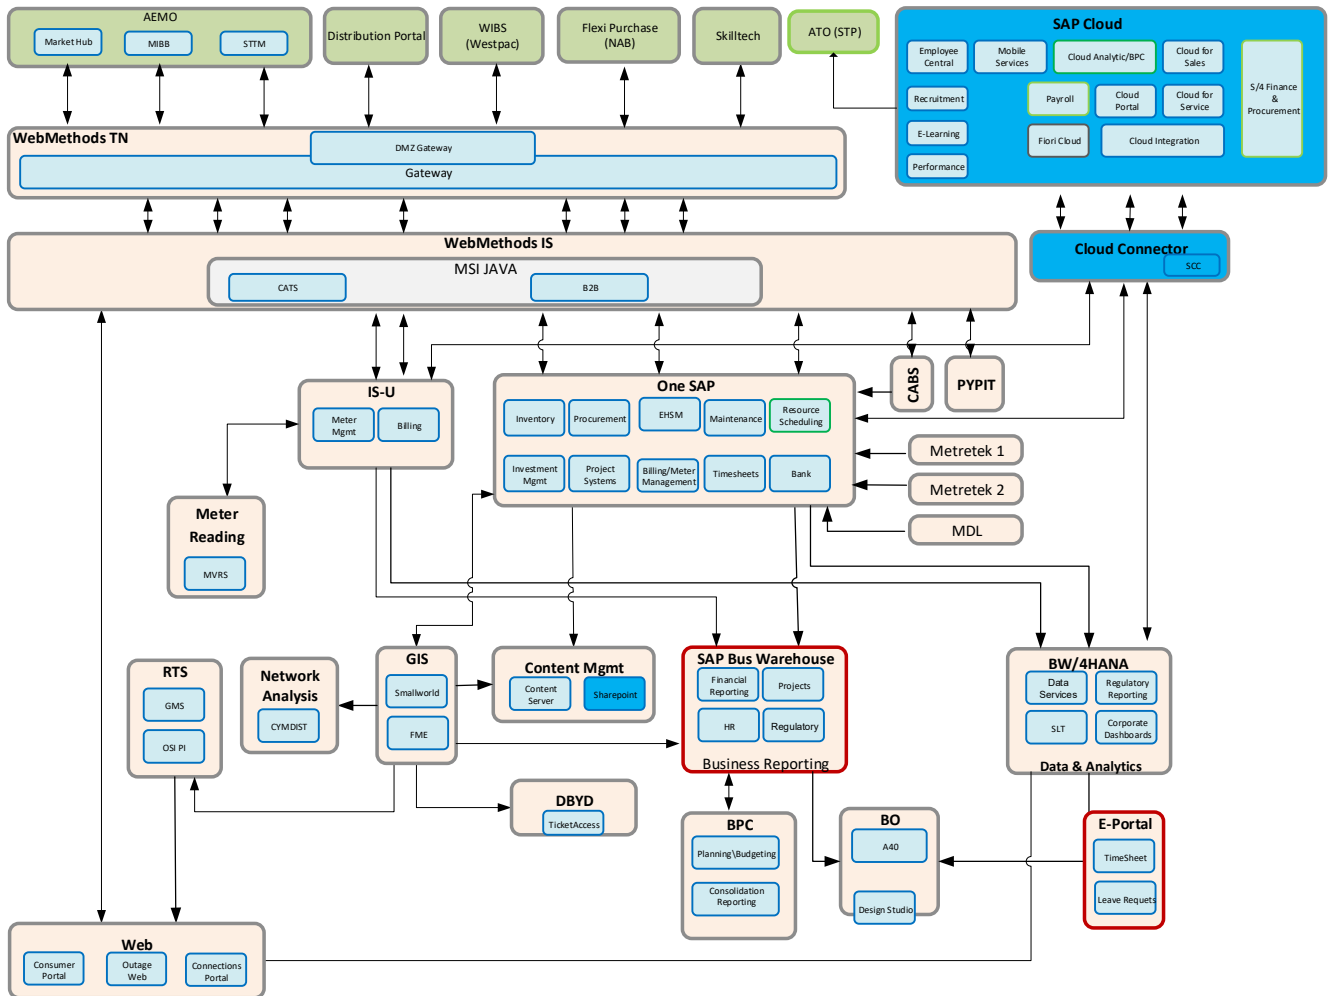 AEMO
Market Hub
MIBB
STTM
Distribution Portal
WIBS
(Westpac)
Flexi Purchase
(NAB)
Skilltech
ATO (STP)
SAP Cloud
Employee
Central
Mobile
Services
Cloud Analytic/BPC
Cloud for
Sales
Recruitment
Payroll
Cloud
Portal
Cloud for
Service
S/4 Finance
&
Procurement
E-Learning
Fiori Cloud
Cloud Integration
Performance
WebMethods TN
DMZ Gateway
Gateway
WebMethods IS
MSI JAVA
CATS
B2B
Cloud Connector
SCC
IS-U
Meter
Mgmt
Billing
One SAP
Inventory
Procurement
EHSM
Maintenance
Resource
Scheduling
Investment
Mgmt
Project
Systems
Billing/Meter
Management
Timesheets
Bank
CABS
PYPIT
Metretek 1
Metretek 2
MDL
Meter
Reading
MVRS
RTS
GMS
OSI PI
Network
Analysis
CYMDIST
GIS
Smallworld
FME
Content Mgmt
Content
Server
Sharepoint
SAP Bus Warehouse
Financial
Reporting
Projects
HR
Regulatory
Business Reporting
BW/4HANA
Data
Services
Regulatory
Reporting
SLT
Corporate
Dashboards
Data & Analytics
DBYD
TicketAccess
BPC
Planning\Budgeting
Consolidation
Reporting
BO
A40
Design Studio
E-Portal
TimeSheet
Leave Requets
Web
Consumer
Portal
Outage
Web
Connections
Portal